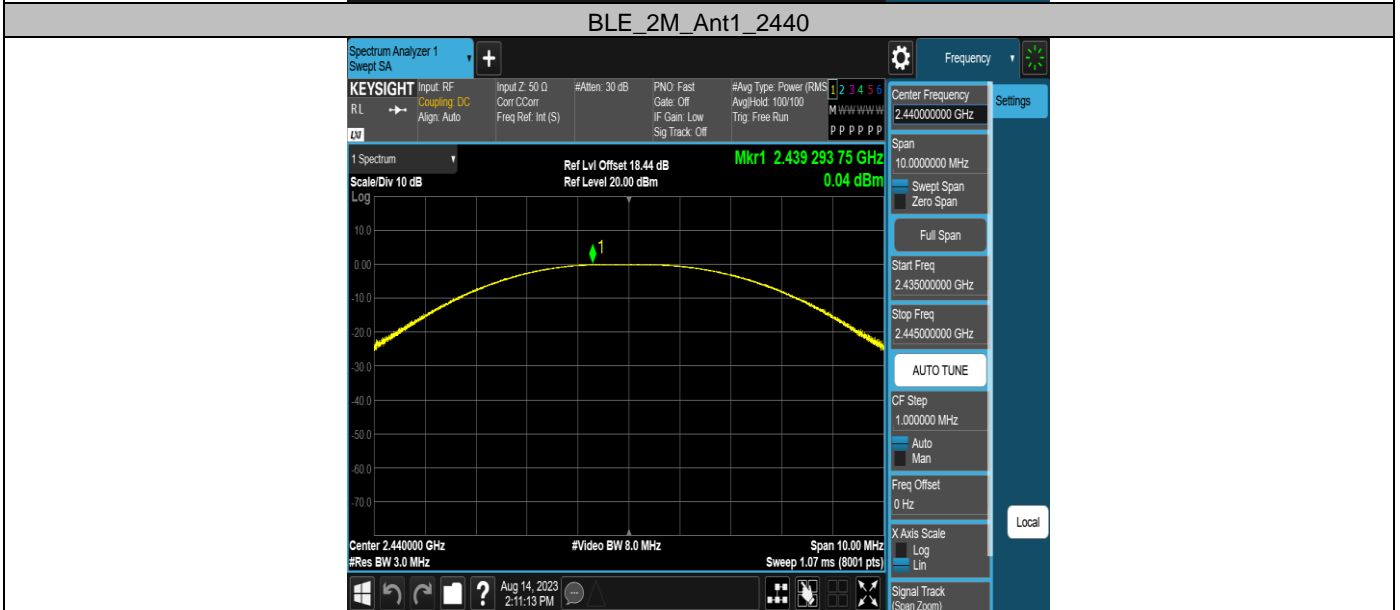 BLE_2M_Ant1_2440
Spectrum Analyzer 1
Swept SA
+
Frequency
KEYSIGHT
RL
LXI
Input: RF
Coupling: DC
Align: Auto
Input Z: 50 Ω
Corr CCorr
Freq Ref: Int (S)
#Atten: 30 dB
PNO: Fast
Gate: Off
IF Gain: Low
Sig Track: Off
#Avg Type: Power (RMS
Avg|Hold: 100/100
Trig: Free Run
1 2 3 4 5 6
M W W W W W
P P P P P P
Center Frequency
2.440000000 GHz
Settings
Span
10.0000000 MHz
Swept Span
Zero Span
Full Span
Start Freq
2.435000000 GHz
Stop Freq
2.445000000 GHz
AUTO TUNE
CF Step
1.000000 MHz
Auto
Man
Freq Offset
0 Hz
X Axis Scale
Log
Lin
Signal Track
(Span Zoom)
Local
1 Spectrum
Scale/Div 10 dB
Log
Ref Lvl Offset 18.44 dB
Ref Level 20.00 dBm
Mkr1 2.439 293 75 GHz
0.04 dBm
1
10.0
0.00
-10.0
-20.0
-30.0
-40.0
-50.0
-60.0
-70.0
Center 2.440000 GHz
#Res BW 3.0 MHz
#Video BW 8.0 MHz
Span 10.00 MHz
Sweep 1.07 ms (8001 pts)
?
Aug 14, 2023
2:11:13 PM